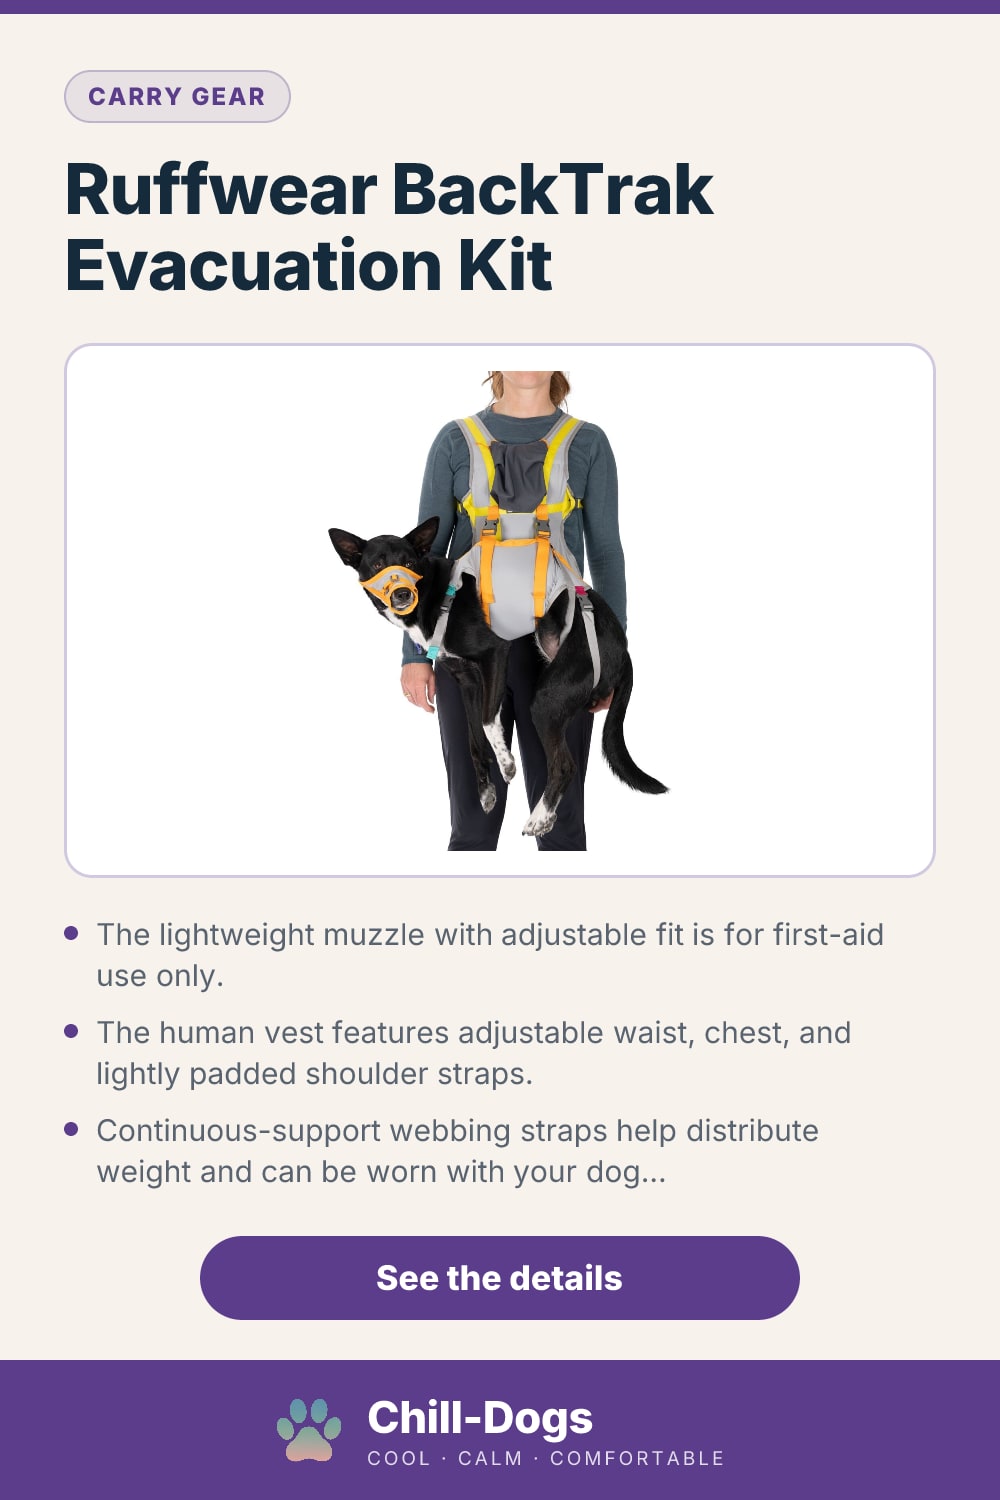 CARRY GEAR
Ruffwear BackTrak
Evacuation Kit
The lightweight muzzle with adjustable fit is for first-aid
use only.
The human vest features adjustable waist, chest, and
lightly padded shoulder straps.
Continuous-support webbing straps help distribute
weight and can be worn with your dog...
See the details
Chill-Dogs
COOL · CALM · COMFORTABLE